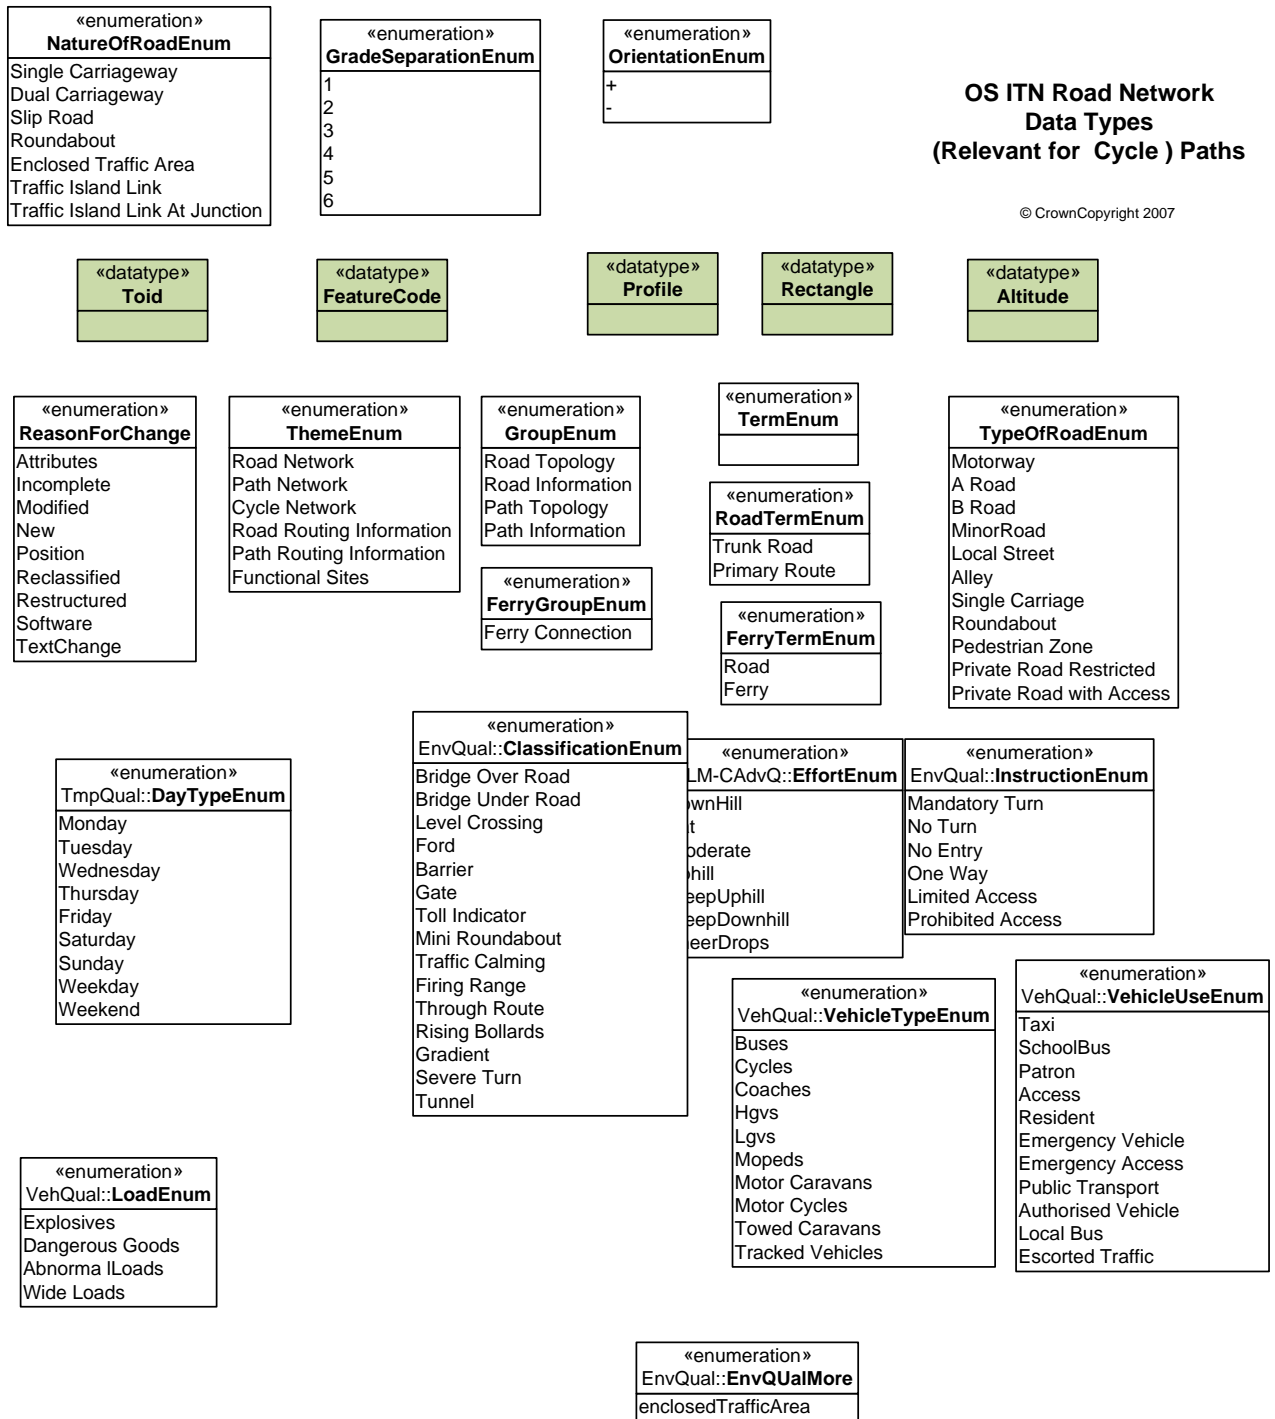 «enumeration»
NatureOfRoadEnum
Single Carriageway
Dual Carriageway
Slip Road
Roundabout
Enclosed Traffic Area
Traffic Island Link
Traffic Island Link At Junction
«enumeration»
GradeSeparationEnum
1
2
3
4
5
6
«enumeration»
OrientationEnum
+
-
OS ITN Road Network
Data Types
(Relevant for Cycle ) Paths
© CrownCopyright 2007
«datatype»
Toid
«datatype»
FeatureCode
«datatype»
Profile
«datatype»
Rectangle
«datatype»
Altitude
«enumeration»
ReasonForChange
Attributes
Incomplete
Modified
New
Position
Reclassified
Restructured
Software
TextChange
«enumeration»
ThemeEnum
Road Network
Path Network
Cycle Network
Road Routing Information
Path Routing Information
Functional Sites
«enumeration»
GroupEnum
Road Topology
Road Information
Path Topology
Path Information
«enumeration»
FerryGroupEnum
Ferry Connection
«enumeration»
TermEnum
«enumeration»
RoadTermEnum
Trunk Road
Primary Route
«enumeration»
FerryTermEnum
Road
Ferry
«enumeration»
TypeOfRoadEnum
Motorway
A Road
B Road
MinorRoad
Local Street
Alley
Single Carriage
Roundabout
Pedestrian Zone
Private Road Restricted
Private Road with Access
«enumeration»
TmpQual::DayTypeEnum
Monday
Tuesday
Wednesday
Thursday
Friday
Saturday
Sunday
Weekday
Weekend
«enumeration»
EnvQual::ClassificationEnum
Bridge Over Road
Bridge Under Road
Level Crossing
Ford
Barrier
Gate
Toll Indicator
Mini Roundabout
Traffic Calming
Firing Range
Through Route
Rising Bollards
Gradient
Severe Turn
Tunnel
«enumeration»
LM-CAdvQ::EffortEnum
ownHill
t
oderate
hill
eepUphill
eepDownhill
eerDrops
«enumeration»
EnvQual::InstructionEnum
Mandatory Turn
No Turn
No Entry
One Way
Limited Access
Prohibited Access
«enumeration»
VehQual::VehicleTypeEnum
Buses
Cycles
Coaches
Hgvs
Lgvs
Mopeds
Motor Caravans
Motor Cycles
Towed Caravans
Tracked Vehicles
«enumeration»
VehQual::VehicleUseEnum
Taxi
SchoolBus
Patron
Access
Resident
Emergency Vehicle
Emergency Access
Public Transport
Authorised Vehicle
Local Bus
Escorted Traffic
«enumeration»
VehQual::LoadEnum
Explosives
Dangerous Goods
Abnorma lLoads
Wide Loads
«enumeration»
EnvQual::EnvQUalMore
enclosedTrafficArea